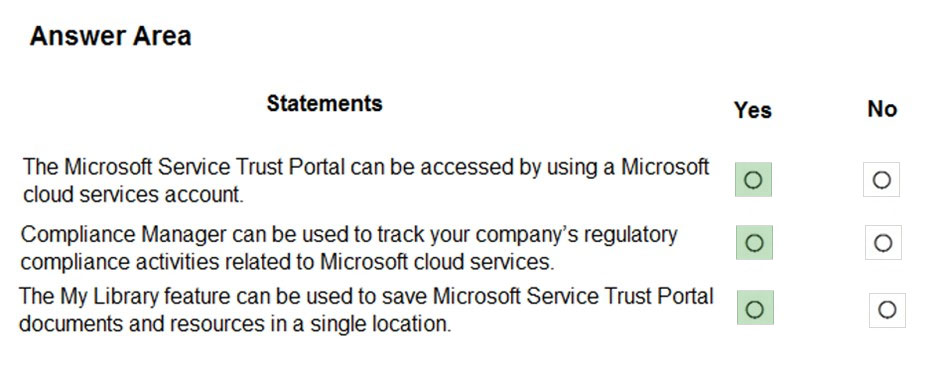 Answer Area
Statements
Yes
No
The Microsoft Service Trust Portal can be accessed by using a Microsoft
cloud services account.
Compliance Manager can be used to track your company’s regulatory
compliance activities related to Microsoft cloud services.
The My Library feature can be used to save Microsoft Service Trust Portal
documents and resources in a single location.